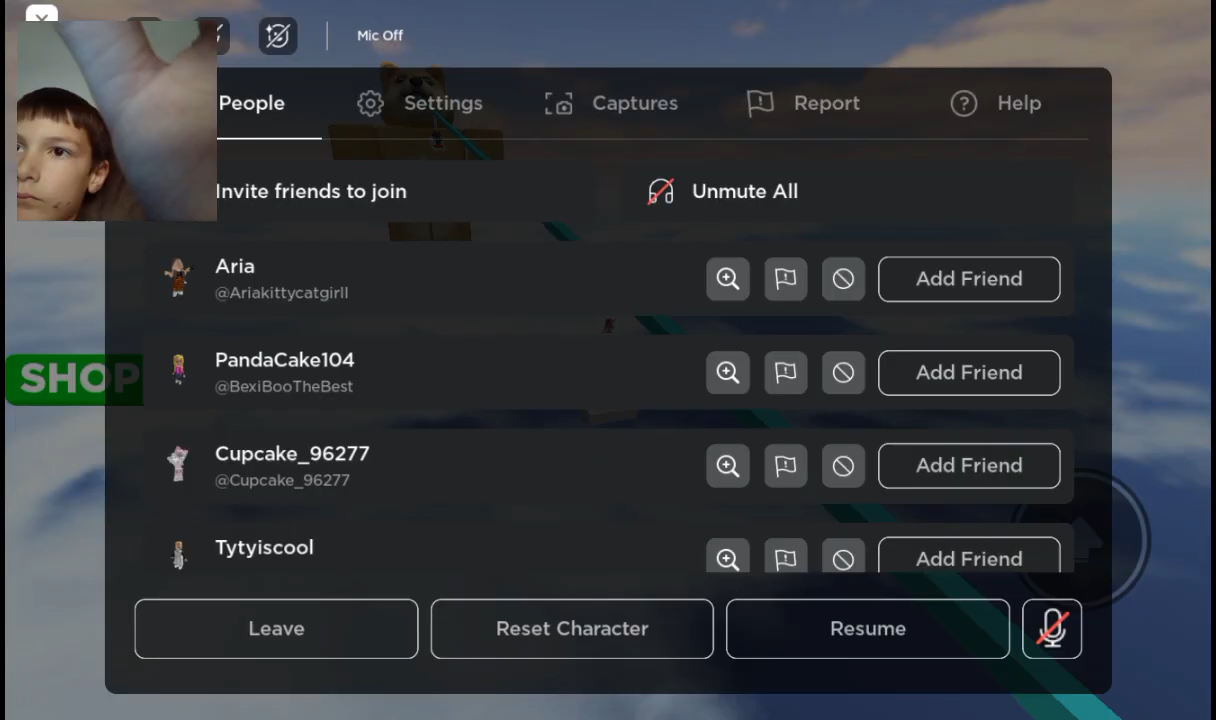 Mic Off
People
Settings
Captures
Report
Help
Invite friends to join
Unmute All
Aria
@Ariakittycatgirll
Add Friend
SHOP
PandaCake104
@BexiBooTheBest
Add Friend
Cupcake_96277
@Cupcake_96277
Add Friend
Tytyiscool
Add Friend
Leave
Reset Character
Resume